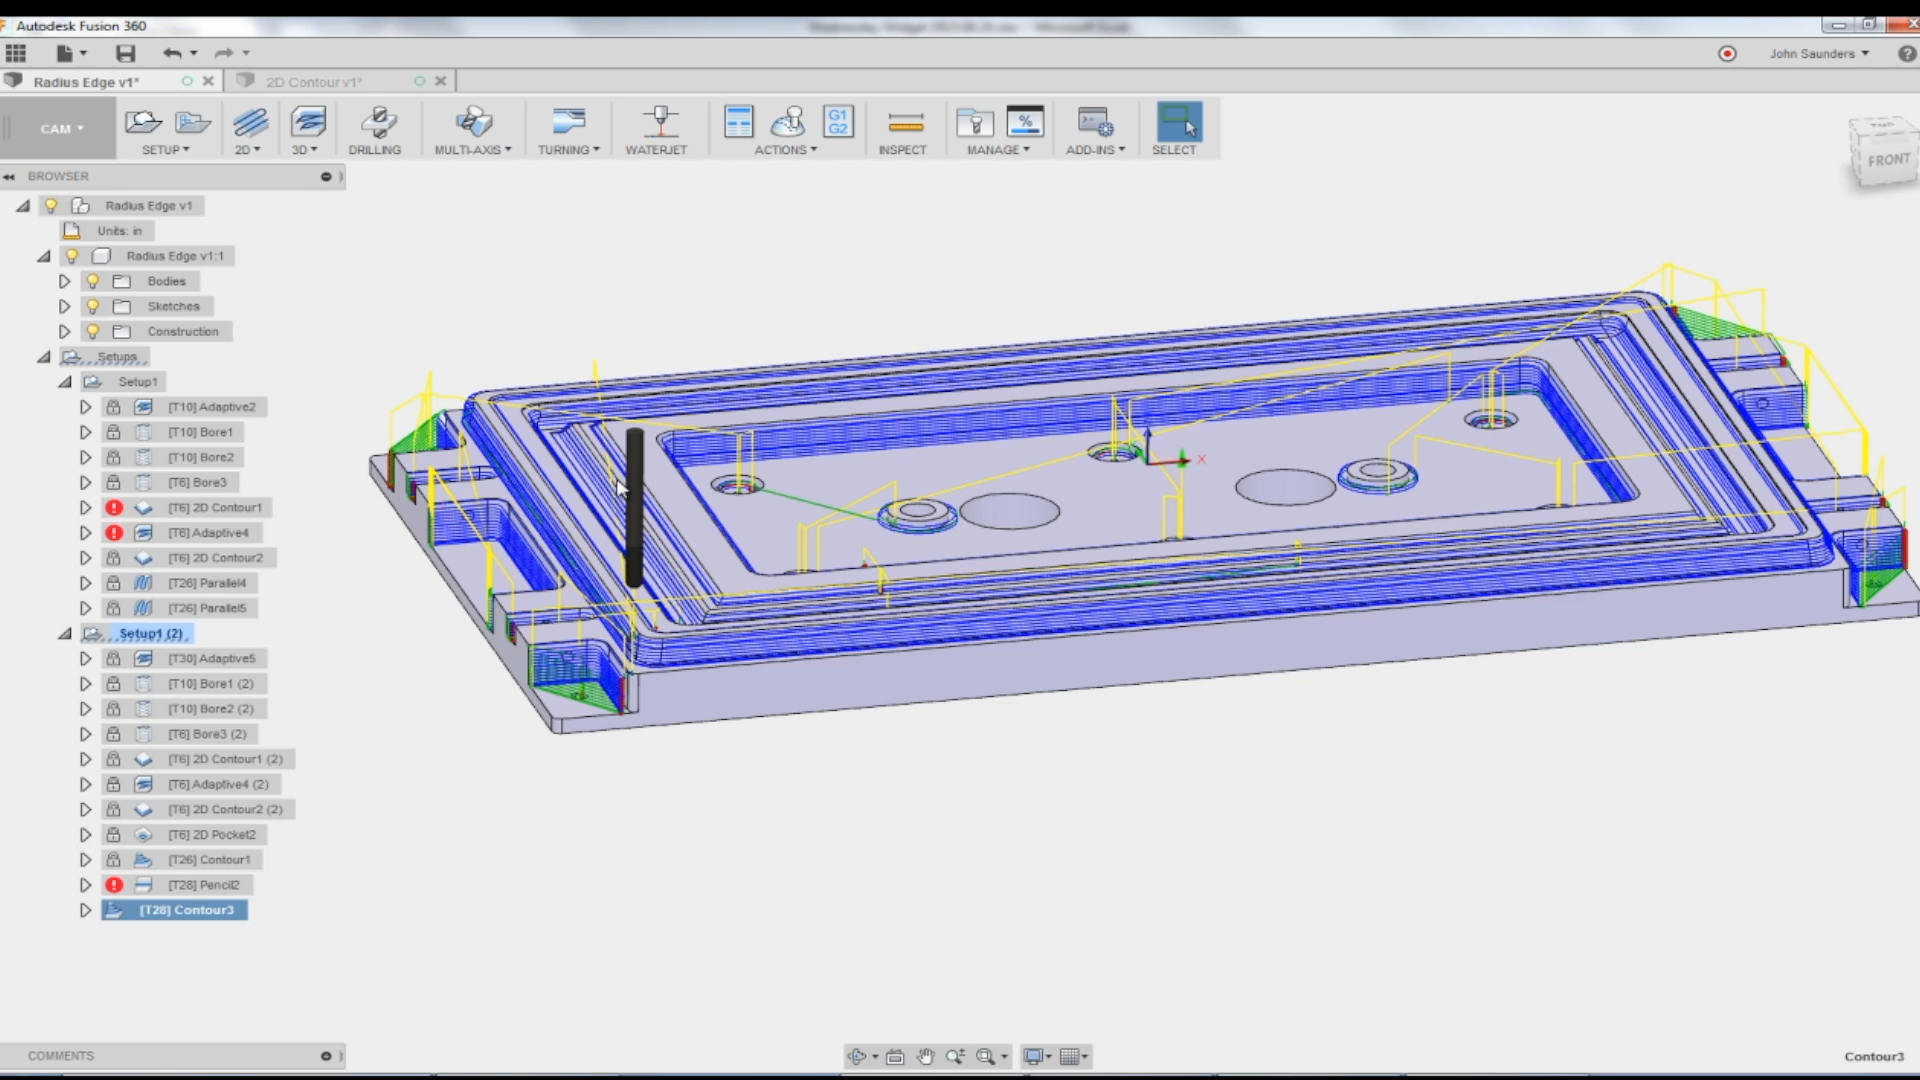 Autodesk Fusion 360
John Saunders
Radius Edge v1*
2D Contour v1*
CAM
G1
G2
%
SETUP
2D
3D
DRILLING
MULTI-AXIS
TURNING
WATERJET
ACTIONS
INSPECT
MANAGE
ADD-INS
SELECT
TOP
FRONT
BROWSER
Radius Edge v1
Units: in
Radius Edge v1:1
Bodies
Sketches
Construction
Setups
Setup1
[T10] Adaptive2
[T10] Bore1
[T10] Bore2
[T6] Bore3
[T6] 2D Contour1
[T6] Adaptive4
[T6] 2D Contour2
[T26] Parallel4
[T26] Parallel5
Setup1 (2)
[T30] Adaptive5
[T10] Bore1 (2)
[T10] Bore2 (2)
[T6] Bore3 (2)
[T6] 2D Contour1 (2)
[T6] Adaptive4 (2)
[T6] 2D Contour2 (2)
[T6] 2D Pocket2
[T26] Contour1
[T28] Pencil2
[T28] Contour3
X
COMMENTS
Contour3